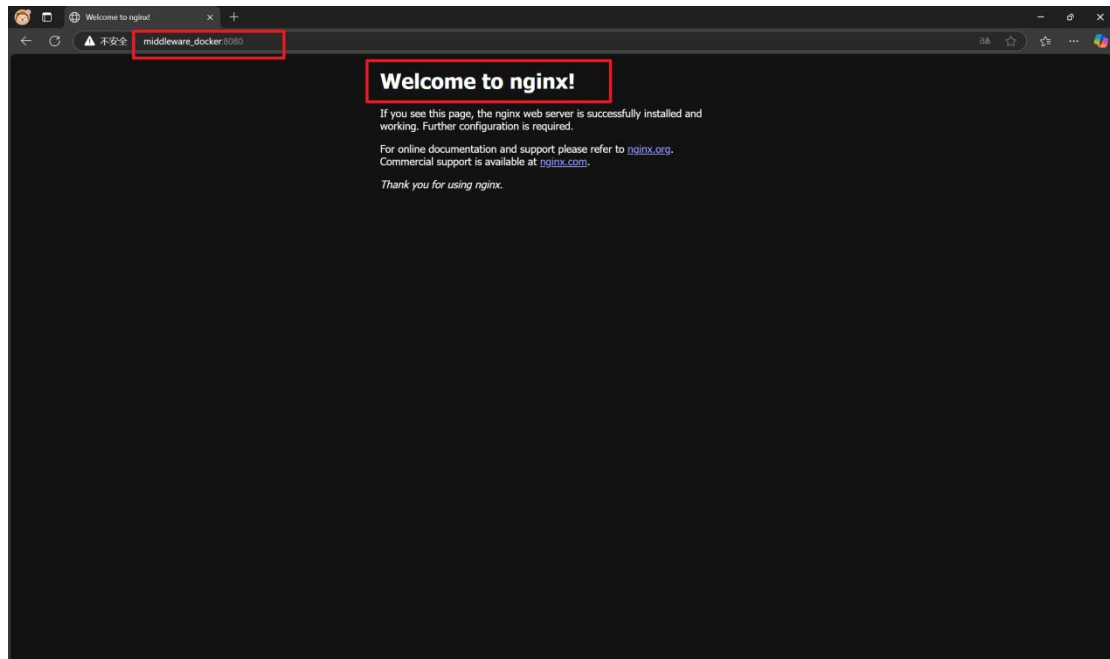 Welcome to nginx!
不安全 middleware_docker:8080
Welcome to nginx!
If you see this page, the nginx web server is successfully installed and
working. Further configuration is required.
For online documentation and support please refer to nginx.org.
Commercial support is available at nginx.com.
Thank you for using nginx.